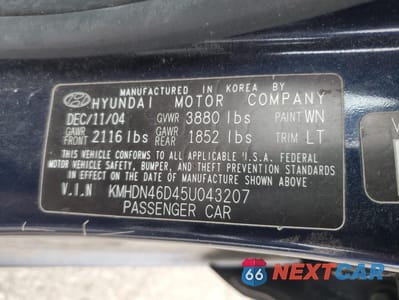 MANUFACTURED IN KOREA BY
HYUNDAI MOTOR COMPANY
DEC/11/04 GVWR 3880 lbs PAINT WN
GAWR FRONT 2116 lbs GAWR REAR 1852 lbs TRIM LT
THIS VEHICLE CONFORMS TO ALL APPLICABLE U.S.A. FEDERAL
MOTOR VEHICLE SAFETY, BUMPER, AND THEFT PREVENTION
STANDARDS IN EFFECT ON THE DATE OF MANUFACTURE SHOWN ABOVE.
V.I.N KMHDN46D45U043207
PASSENGER CAR
66 NEXTCAR